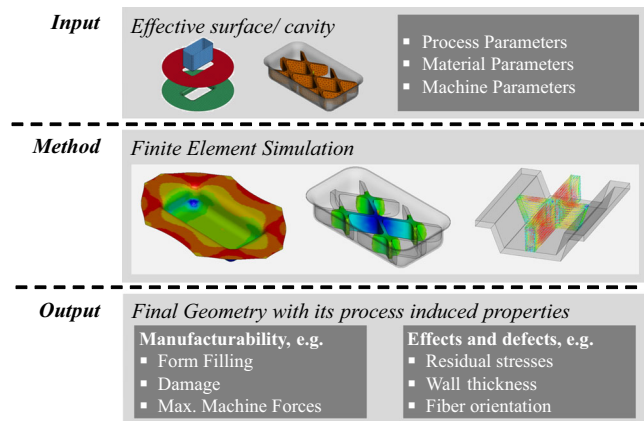 Input
Effective surface/ cavity
Process Parameters
Material Parameters
Machine Parameters
Method
Finite Element Simulation
Output
Final Geometry with its process induced properties
Manufacturability, e.g.
Form Filling
Damage
Max. Machine Forces
Effects and defects, e.g.
Residual stresses
Wall thickness
Fiber orientation